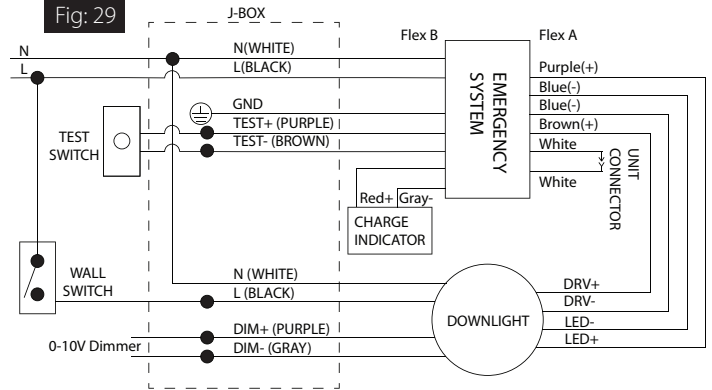 Fig: 29
J-BOX
Flex B
Flex A
N
N(WHITE)
L
L(BLACK)
Purple(+)
Blue(-)
GND
Blue(-)
TEST+ (PURPLE)
Brown(+)
TEST- (BROWN)
White
White
TEST
SWITCH
EMERGENCY
SYSTEM
UNIT
CONNECTOR
Red+
Gray-
CHARGE
INDICATOR
WALL
SWITCH
N (WHITE)
L (BLACK)
DOWNLIGHT
DRV+
DRV-
LED-
LED+
0-10V Dimmer
DIM+ (PURPLE)
DIM- (GRAY)